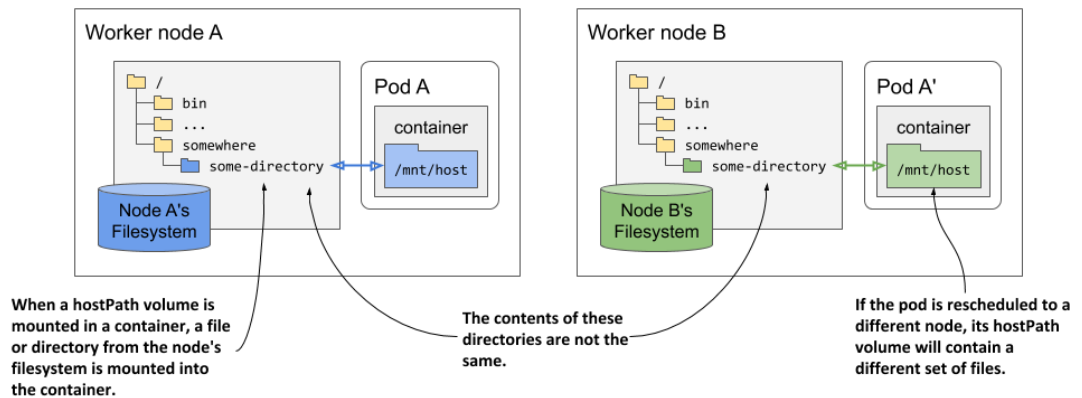 Worker node A
/
bin
...
somewhere
some-directory
Node A's
Filesystem
Pod A
container
/mnt/host
Worker node B
/
bin
...
somewhere
some-directory
Node B's
Filesystem
Pod A'
container
/mnt/host
When a hostPath volume is
mounted in a container, a file
or directory from the node's
filesystem is mounted into
the container.
The contents of these
directories are not the
same.
If the pod is rescheduled to a
different node, its hostPath
volume will contain a
different set of files.